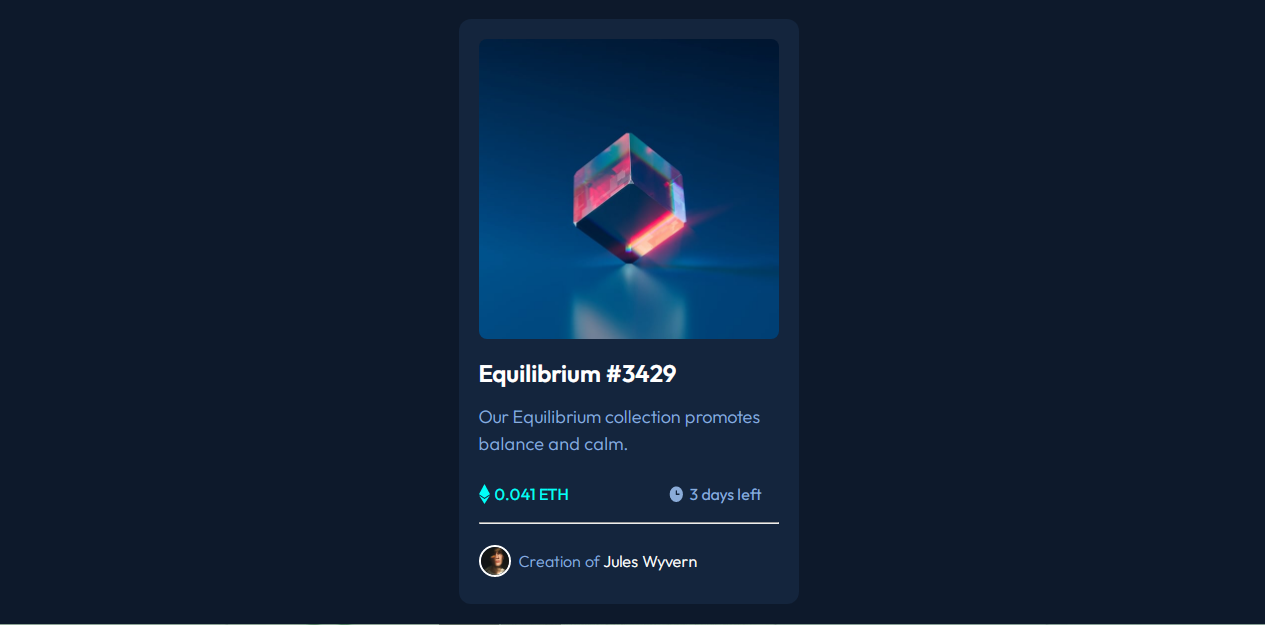 Equilibrium #3429
Our Equilibrium collection promotes
balance and calm.
0.041 ETH
3 days left
Creation of Jules Wyvern